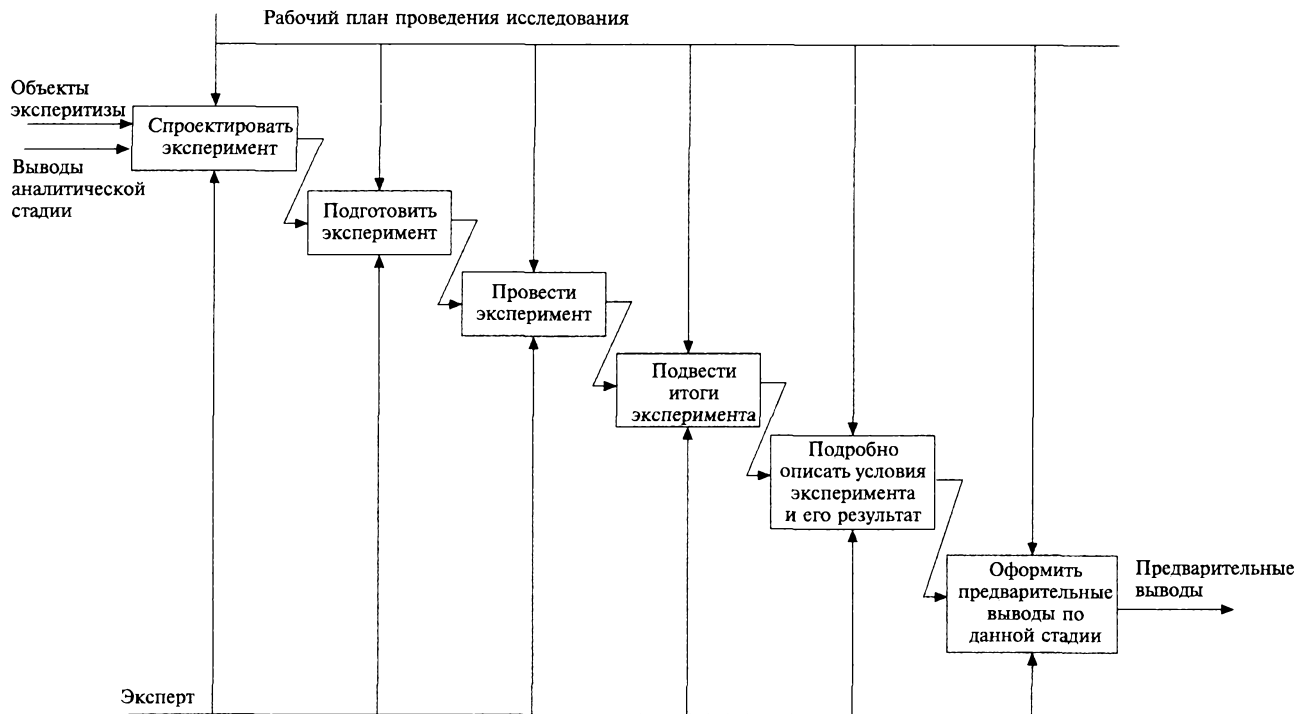 Рабочий план проведения исследования
Объекты
эксперитизы
Выводы
аналитической
стадии
Спроектировать
эксперимент
Подготовить
эксперимент
Провести
эксперимент
Подвести
итоги
эксперимента
Подробно
описать условия
эксперимента
и его результат
Оформить
предварительные
выводы по
данной стадии
Предварительные
выводы
Эксперт